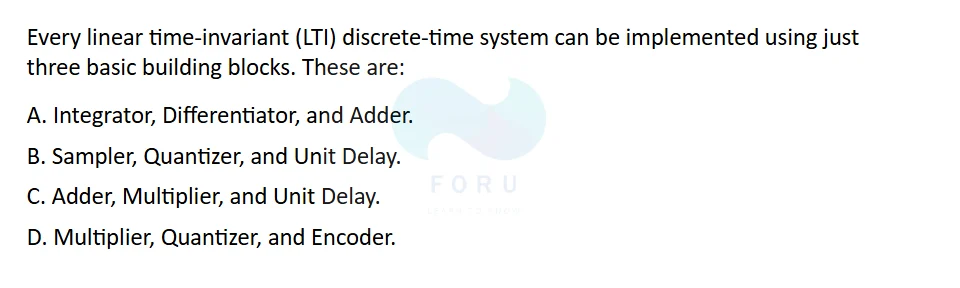 Every linear time-invariant (LTI) discrete-time system can be implemented using just
three basic building blocks. These are:
A. Integrator, Differentiator, and Adder.
B. Sampler, Quantizer, and Unit Delay.
FORU
C. Adder, Multiplier, and Unit Delay.
D. Multiplier, Quantizer, and Encoder.